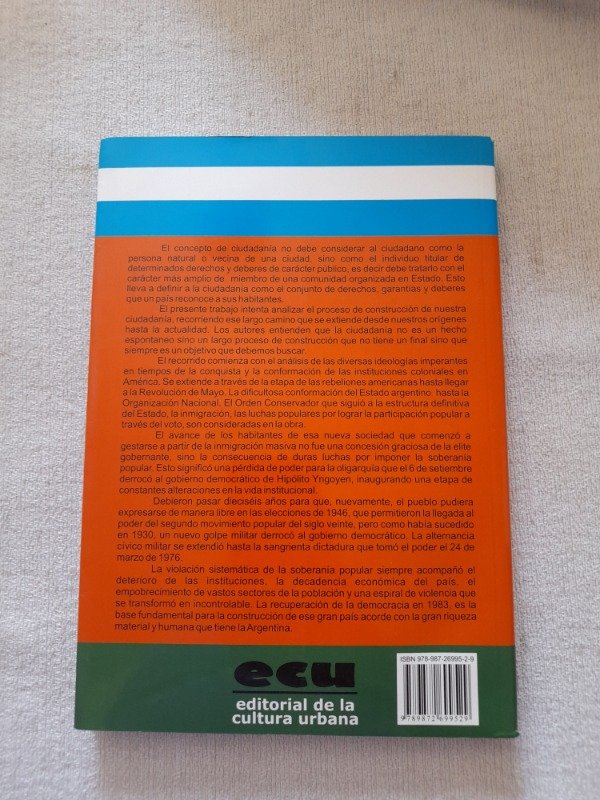 El concepto de ciudadanía no debe considerar al ciudadano como la
persona natural o vecina de una ciudad, sino como el individuo titular de
determinados derechos y deberes de carácter público, es decir debe tratarlo con el
carácter más amplio de miembro de una comunidad organizada en Estado. Esto
lleva a definir a la ciudadanía como el conjunto de derechos, garantías y deberes
que un país reconoce a sus habitantes.
El presente trabajo intenta analizar el proceso de construcción de nuestra
ciudadanía, recorriendo ese largo camino que se extiende desde nuestros orígenes
hasta la actualidad. Los autores entienden que la ciudadanía no es un hecho
espontaneo sino un largo proceso de construcción que no tiene un final sino que
siempre es un objetivo que debemos buscar.
El recorrido comienza con el análisis de las diversas ideologías imperantes
en tiempos de la conquista y la conformación de las instituciones coloniales en
América. Se extiende a través de la etapa de las rebeliones americanas hasta llegar
a la Revolución de Mayo. La dificultosa conformación del Estado argentino, hasta la
Organización Nacional. El Orden Conservador que siguió a la estructura definitiva
del Estado, la inmigración, las luchas populares por lograr la participación popular a
través del voto, son consideradas en la obra.
El avance de los habitantes de esa nueva sociedad que comenzó a
gestarse a partir de la inmigración masiva no fue una concesión graciosa de la elite
gobernante, sino la consecuencia de duras luchas por imponer la soberanía
popular. Esto significó una pérdida de poder para la oligarquía que el 6 de setiembre
derrocó al gobierno democrático de Hipólito Yrigoyen, inaugurando una etapa de
constantes alteraciones en la vida institucional.
Debieron pasar dieciséis años para que, nuevamente, el pueblo pudiera
expresarse de manera libre en las elecciones de 1946, que permitieron la llegada al
poder del segundo movimiento popular del siglo veinte, pero como había sucedido
en 1930, un nuevo golpe militar derrocó al gobierno democrático. La alternancia
cívico militar se extendió hasta la sangrienta dictadura que tomó el poder el 24 de
marzo de 1976.
La violación sistemática de la soberanía popular siempre acompañó el
deterioro de las instituciones, la decadencia económica del país, el
empobrecimiento de vastos sectores de la población y una espiral de violencia que
se transformó en incontrolable. La recuperación de la democracia en 1983, es la
base fundamental para la construcción de ese gran país acorde con la gran riqueza
material y humana que tiene la Argentina.
ecu
editorial de la
cultura urbana
ISBN 978-987-26995-2-9
9 789872 699529